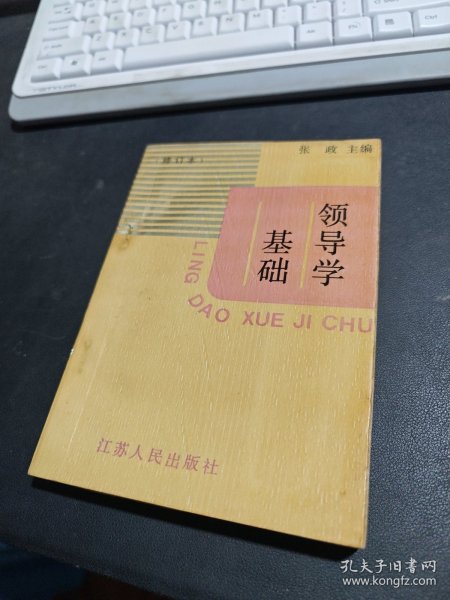 张 政 主编
(修订本)
领导学
基础
LING DAO XUE JI CHU
江苏人民出版社
孔夫子旧书网
www.kongfz.com